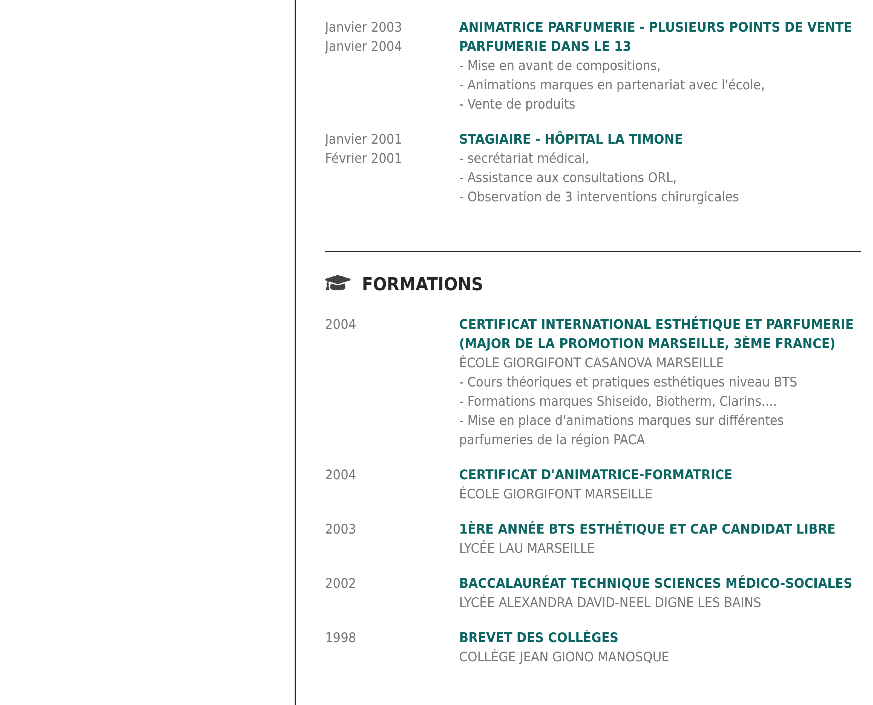 Janvier 2003
Janvier 2004
ANIMATRICE PARFUMERIE - PLUSIEURS POINTS DE VENTE
PARFUMERIE DANS LE 13
- Mise en avant de compositions,
- Animations marques en partenariat avec l'école,
- Vente de produits
Janvier 2001
Février 2001
STAGIAIRE - HÔPITAL LA TIMONE
- secrétariat médical,
- Assistance aux consultations ORL,
- Observation de 3 interventions chirurgicales
FORMATIONS
2004
CERTIFICAT INTERNATIONAL ESTHÉTIQUE ET PARFUMERIE
(MAJOR DE LA PROMOTION MARSEILLE, 3ÈME FRANCE)
ÉCOLE GIORGIFONT CASANOVA MARSEILLE
- Cours théoriques et pratiques esthétiques niveau BTS
- Formations marques Shiseido, Biotherm, Clarins....
- Mise en place d'animations marques sur différentes
parfumeries de la région PACA
2004
CERTIFICAT D'ANIMATRICE-FORMATRICE
ÉCOLE GIORGIFONT MARSEILLE
2003
1ÈRE ANNÉE BTS ESTHÉTIQUE ET CAP CANDIDAT LIBRE
LYCÉE LAU MARSEILLE
2002
BACCALAURÉAT TECHNIQUE SCIENCES MÉDICO-SOCIALES
LYCÉE ALEXANDRA DAVID-NEEL DIGNE LES BAINS
1998
BREVET DES COLLÈGES
COLLÈGE JEAN GIONO MANOSQUE